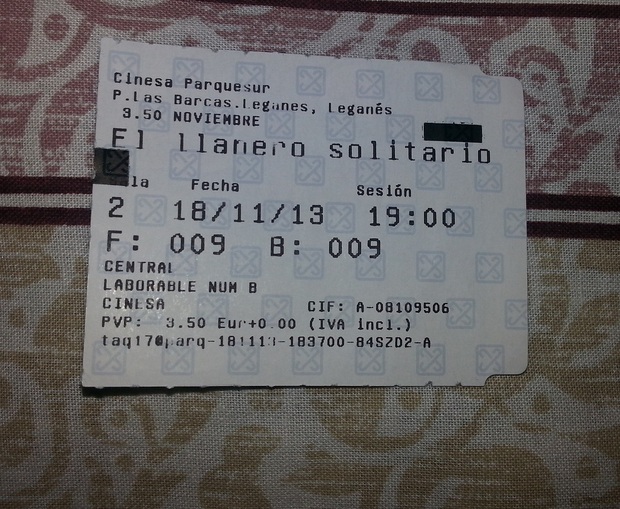 Cinesa Parquesur
P.Las Barcas.Leganes, Leganés
3.50 NOVIEMBRE
El llanero solitario
la Fecha Sesión
2 18/11/13 19:00
F: 009 B: 009
CENTRAL
LABORABLE NUM B
CINESA CIF: A-08109506
PVP: 3.50 Eur+0.00 (IVA incl.)
taq17@parq-181113-183700-84SZD2-A